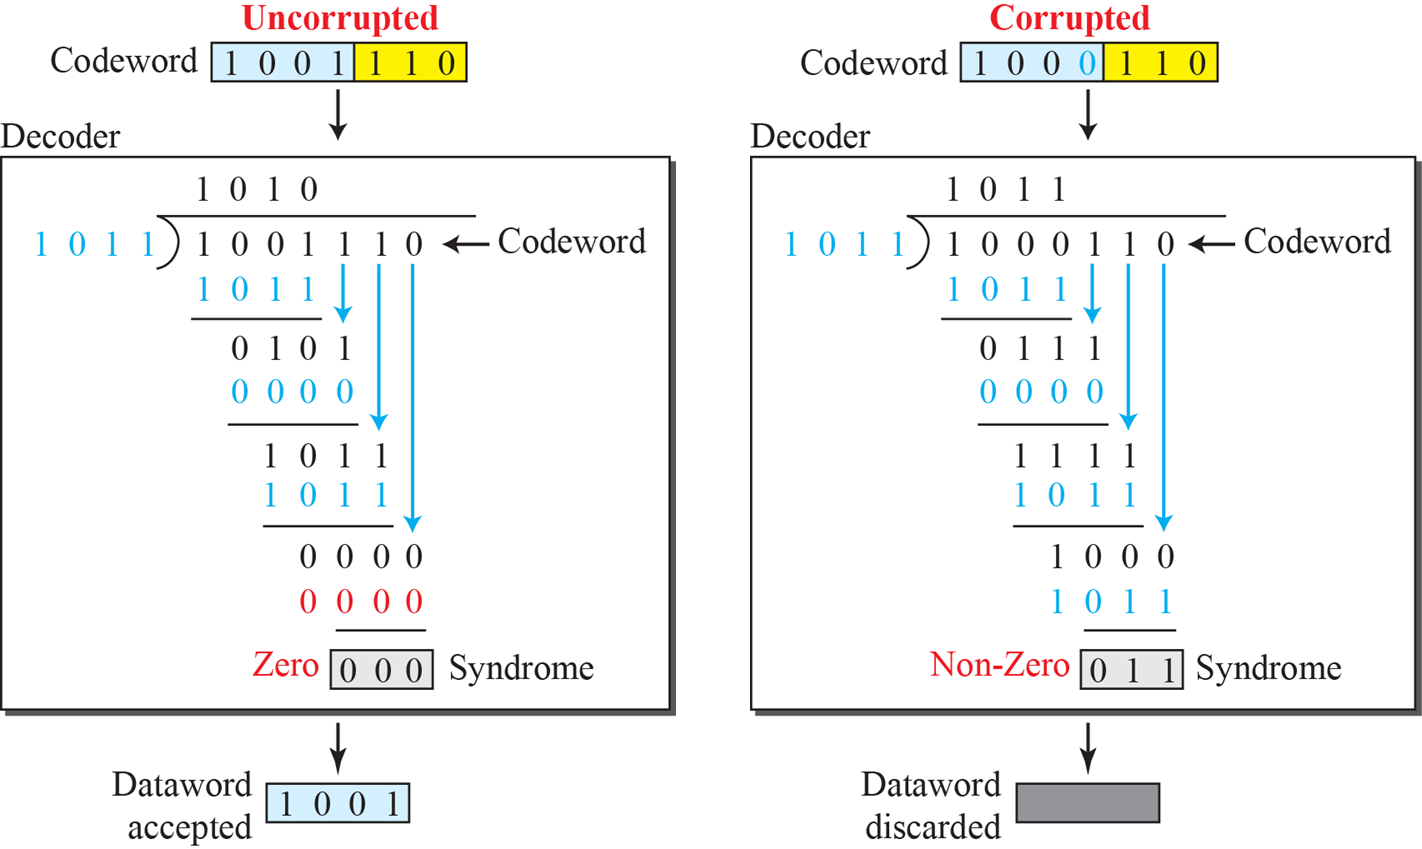 Uncorrupted
Codeword 1 0 0 1 1 1 0
Decoder
1 0 1 0
1 0 1 1 1 0 0 1 1 1 0 Codeword
1 0 1 1
0 1 0 1
0 0 0 0
1 0 1 1
1 0 1 1
0 0 0 0
0 0 0 0
Zero 0 0 0 Syndrome
Dataword
accepted
1 0 0 1
Corrupted
Codeword 1 0 0 0 1 1 0
Decoder
1 0 1 1
1 0 1 1 1 0 0 0 1 1 0 Codeword
1 0 1 1
0 1 1 1
0 0 0 0
1 1 1 1
1 0 1 1
1 0 0 0
1 0 1 1
Non-Zero 0 1 1 Syndrome
Dataword
discarded